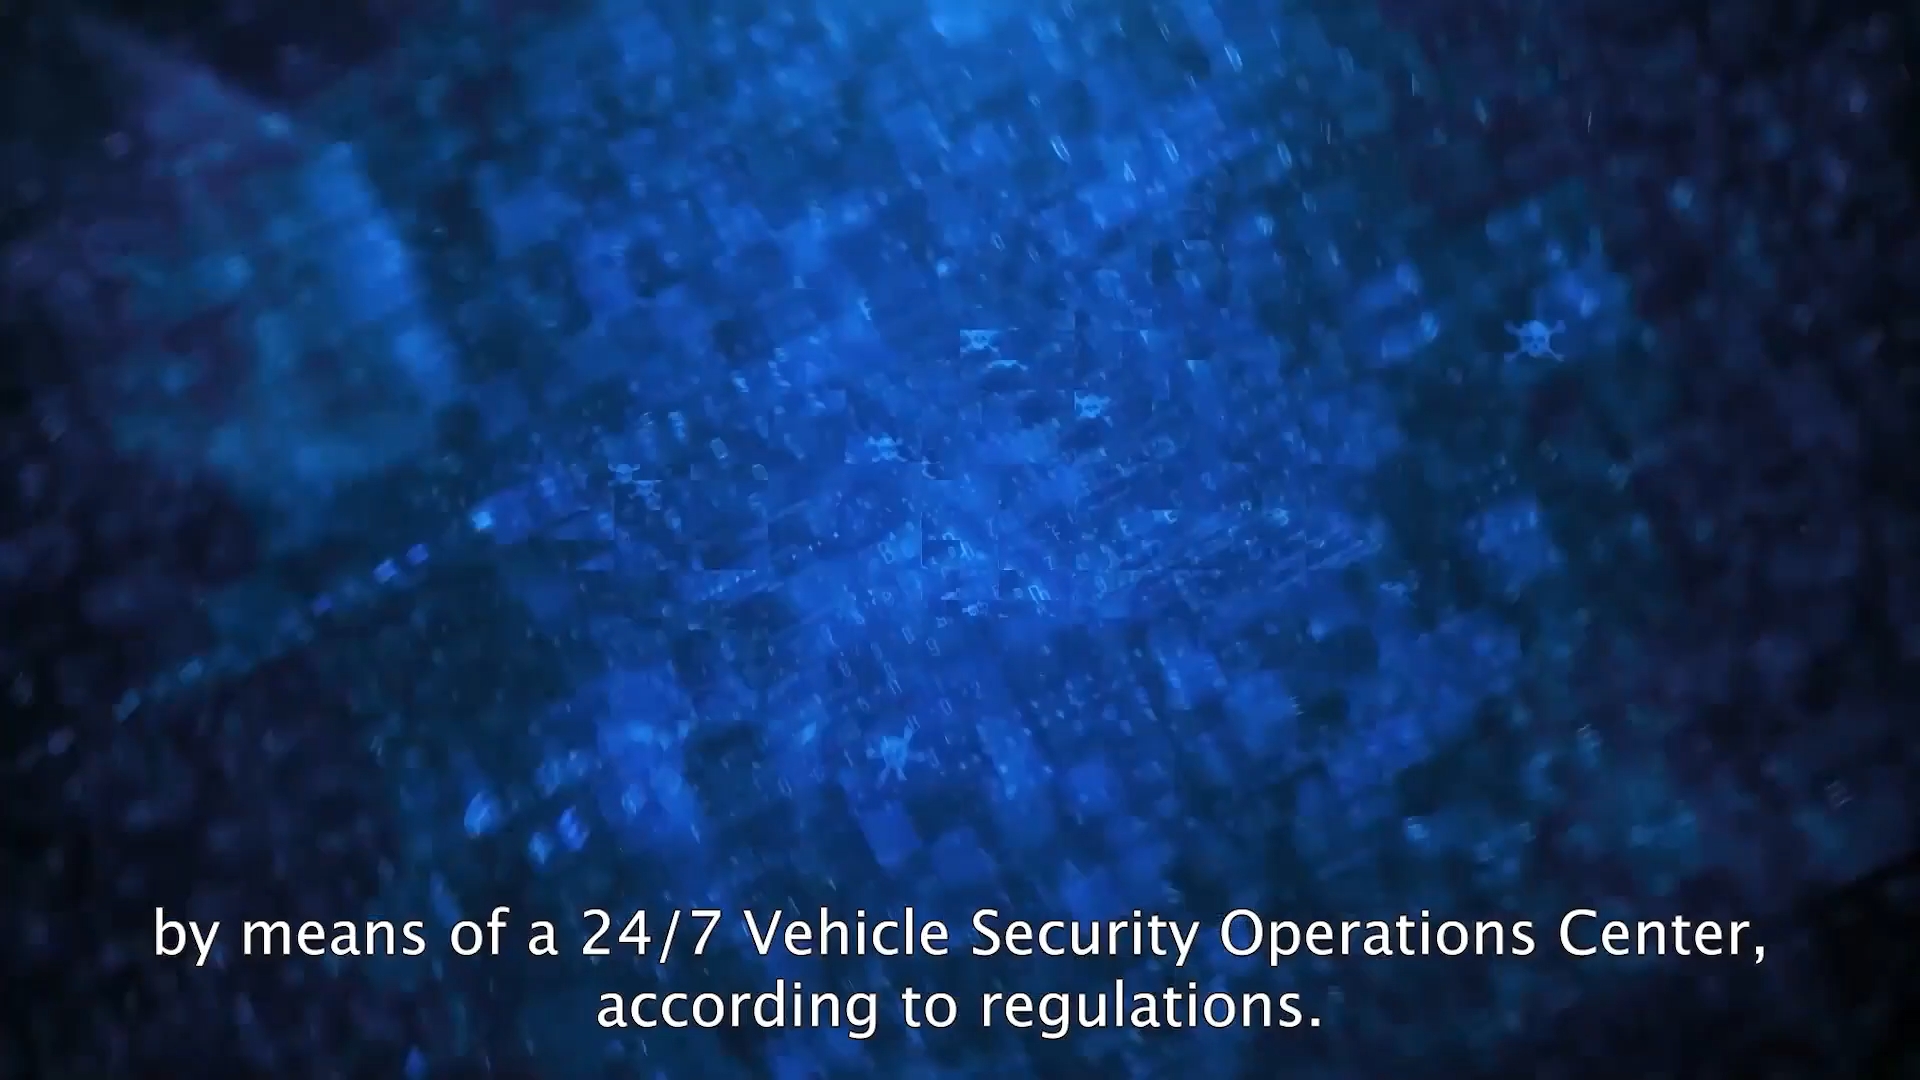 by means of a 24/7 Vehicle Security Operations Center,
according to regulations.